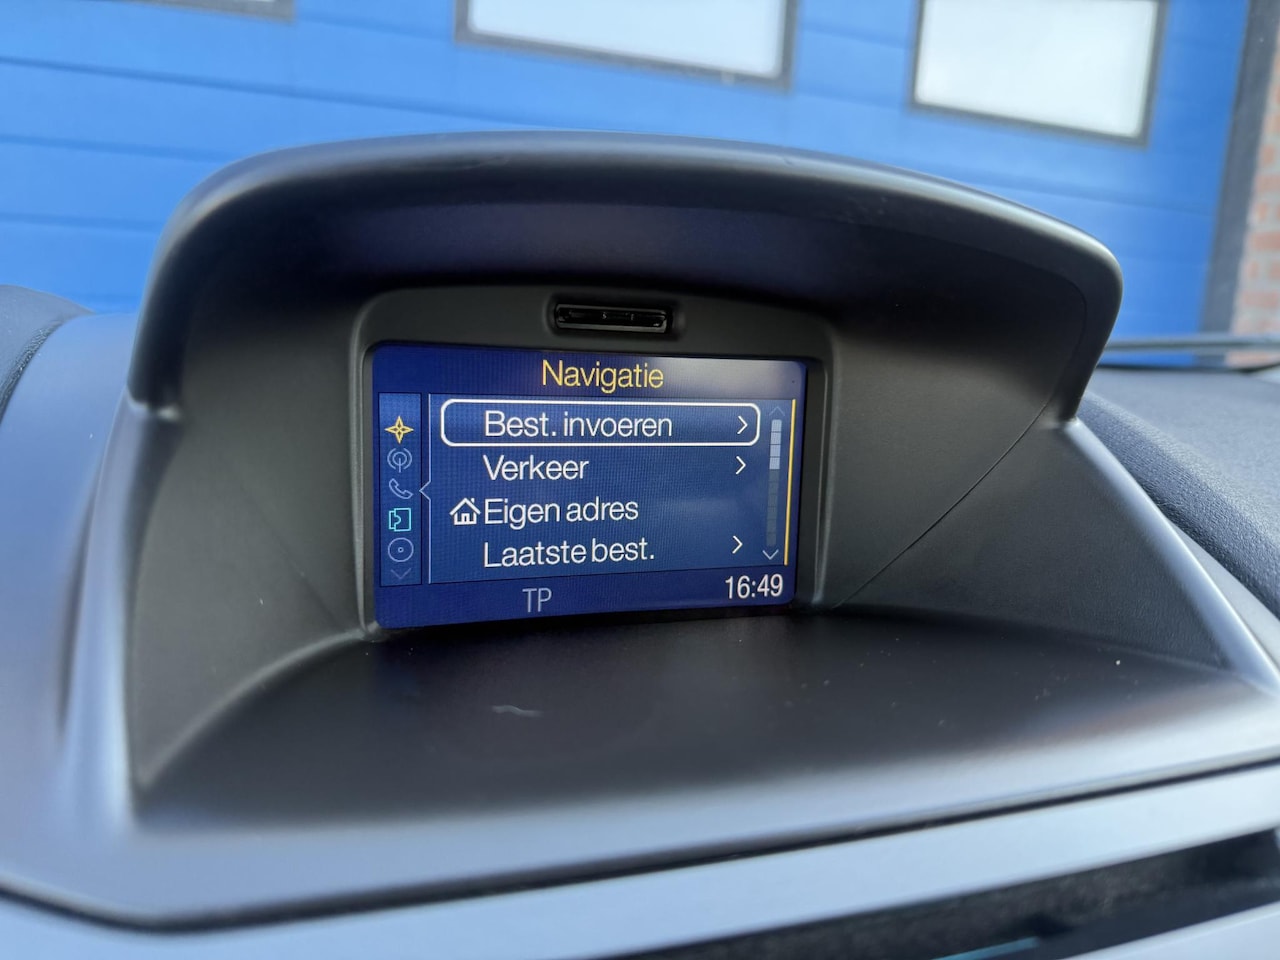 Navigatie
Best. invoeren
Verkeer
Eigen adres
Laatste best.
TP 16:49